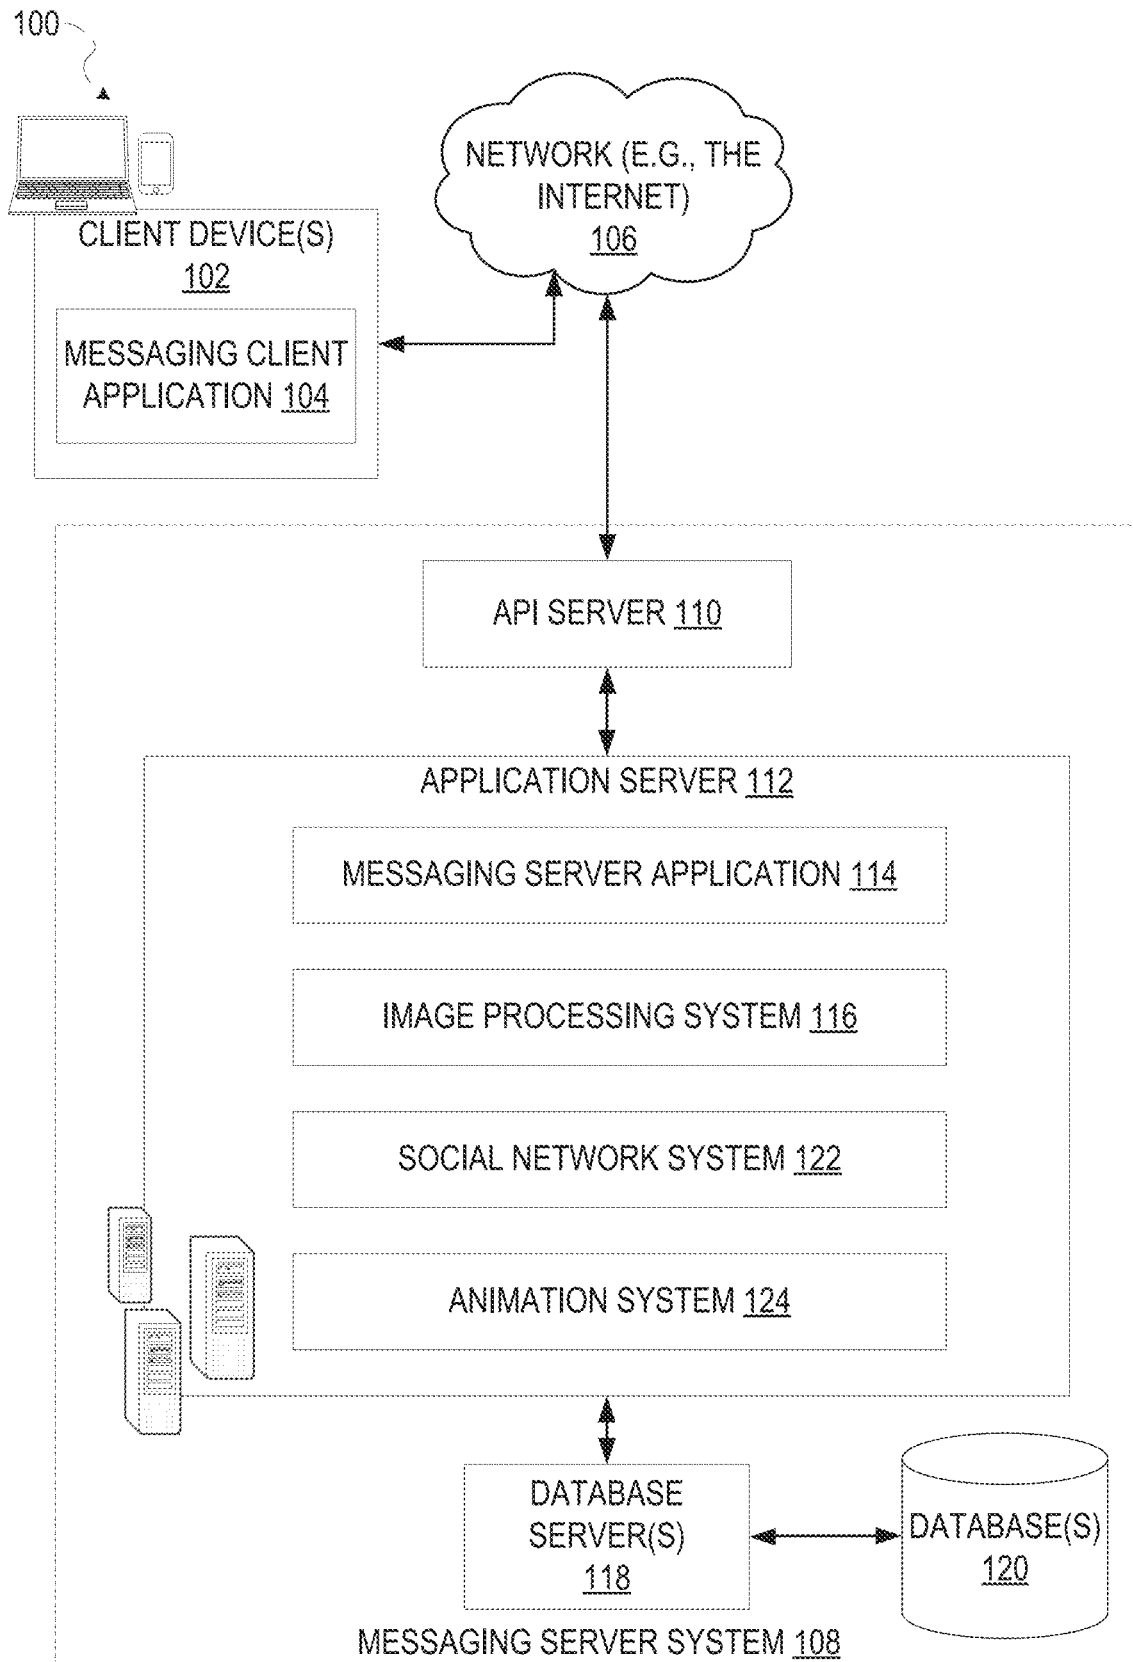 100
NETWORK (E.G., THE
INTERNET)
106
CLIENT DEVICE(S)
102
MESSAGING CLIENT
APPLICATION 104
API SERVER 110
APPLICATION SERVER 112
MESSAGING SERVER APPLICATION 114
IMAGE PROCESSING SYSTEM 116
SOCIAL NETWORK SYSTEM 122
ANIMATION SYSTEM 124
DATABASE
SERVER(S)
118
DATABASE(S)
120
MESSAGING SERVER SYSTEM 108